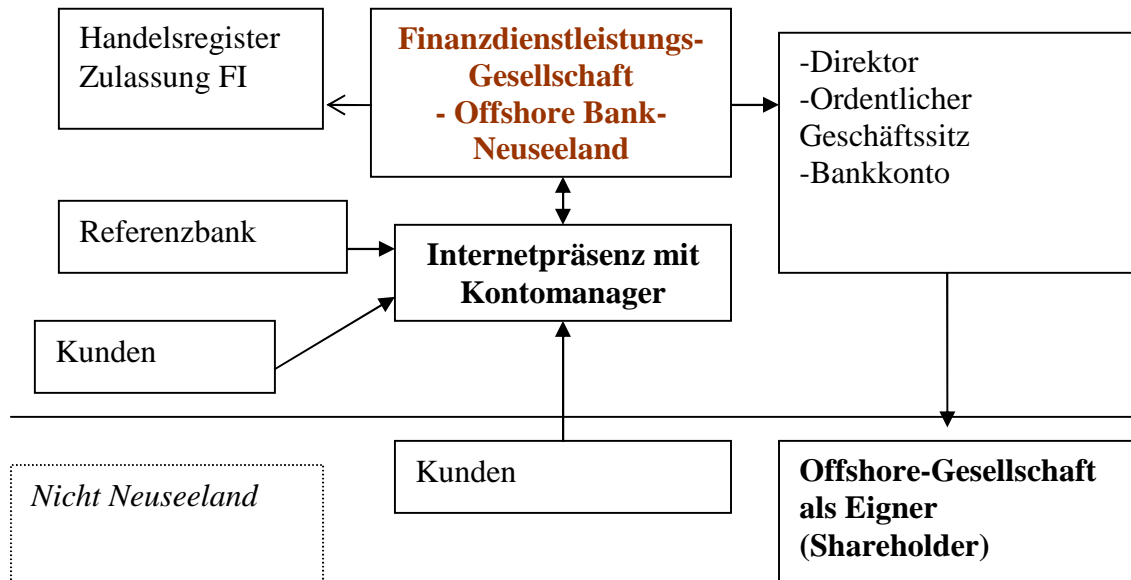 Handelsregister
Zulassung FI
Finanzdienstleistungs-
Gesellschaft
- Offshore Bank-
Neuseeland
-Direktor
-Ordentlicher
Geschäftssitz
-Bankkonto
Referenzbank
Internetpräsenz mit
Kontomanager
Kunden
Kunden
Nicht Neuseeland
Offshore-Gesellschaft
als Eigner
(Shareholder)